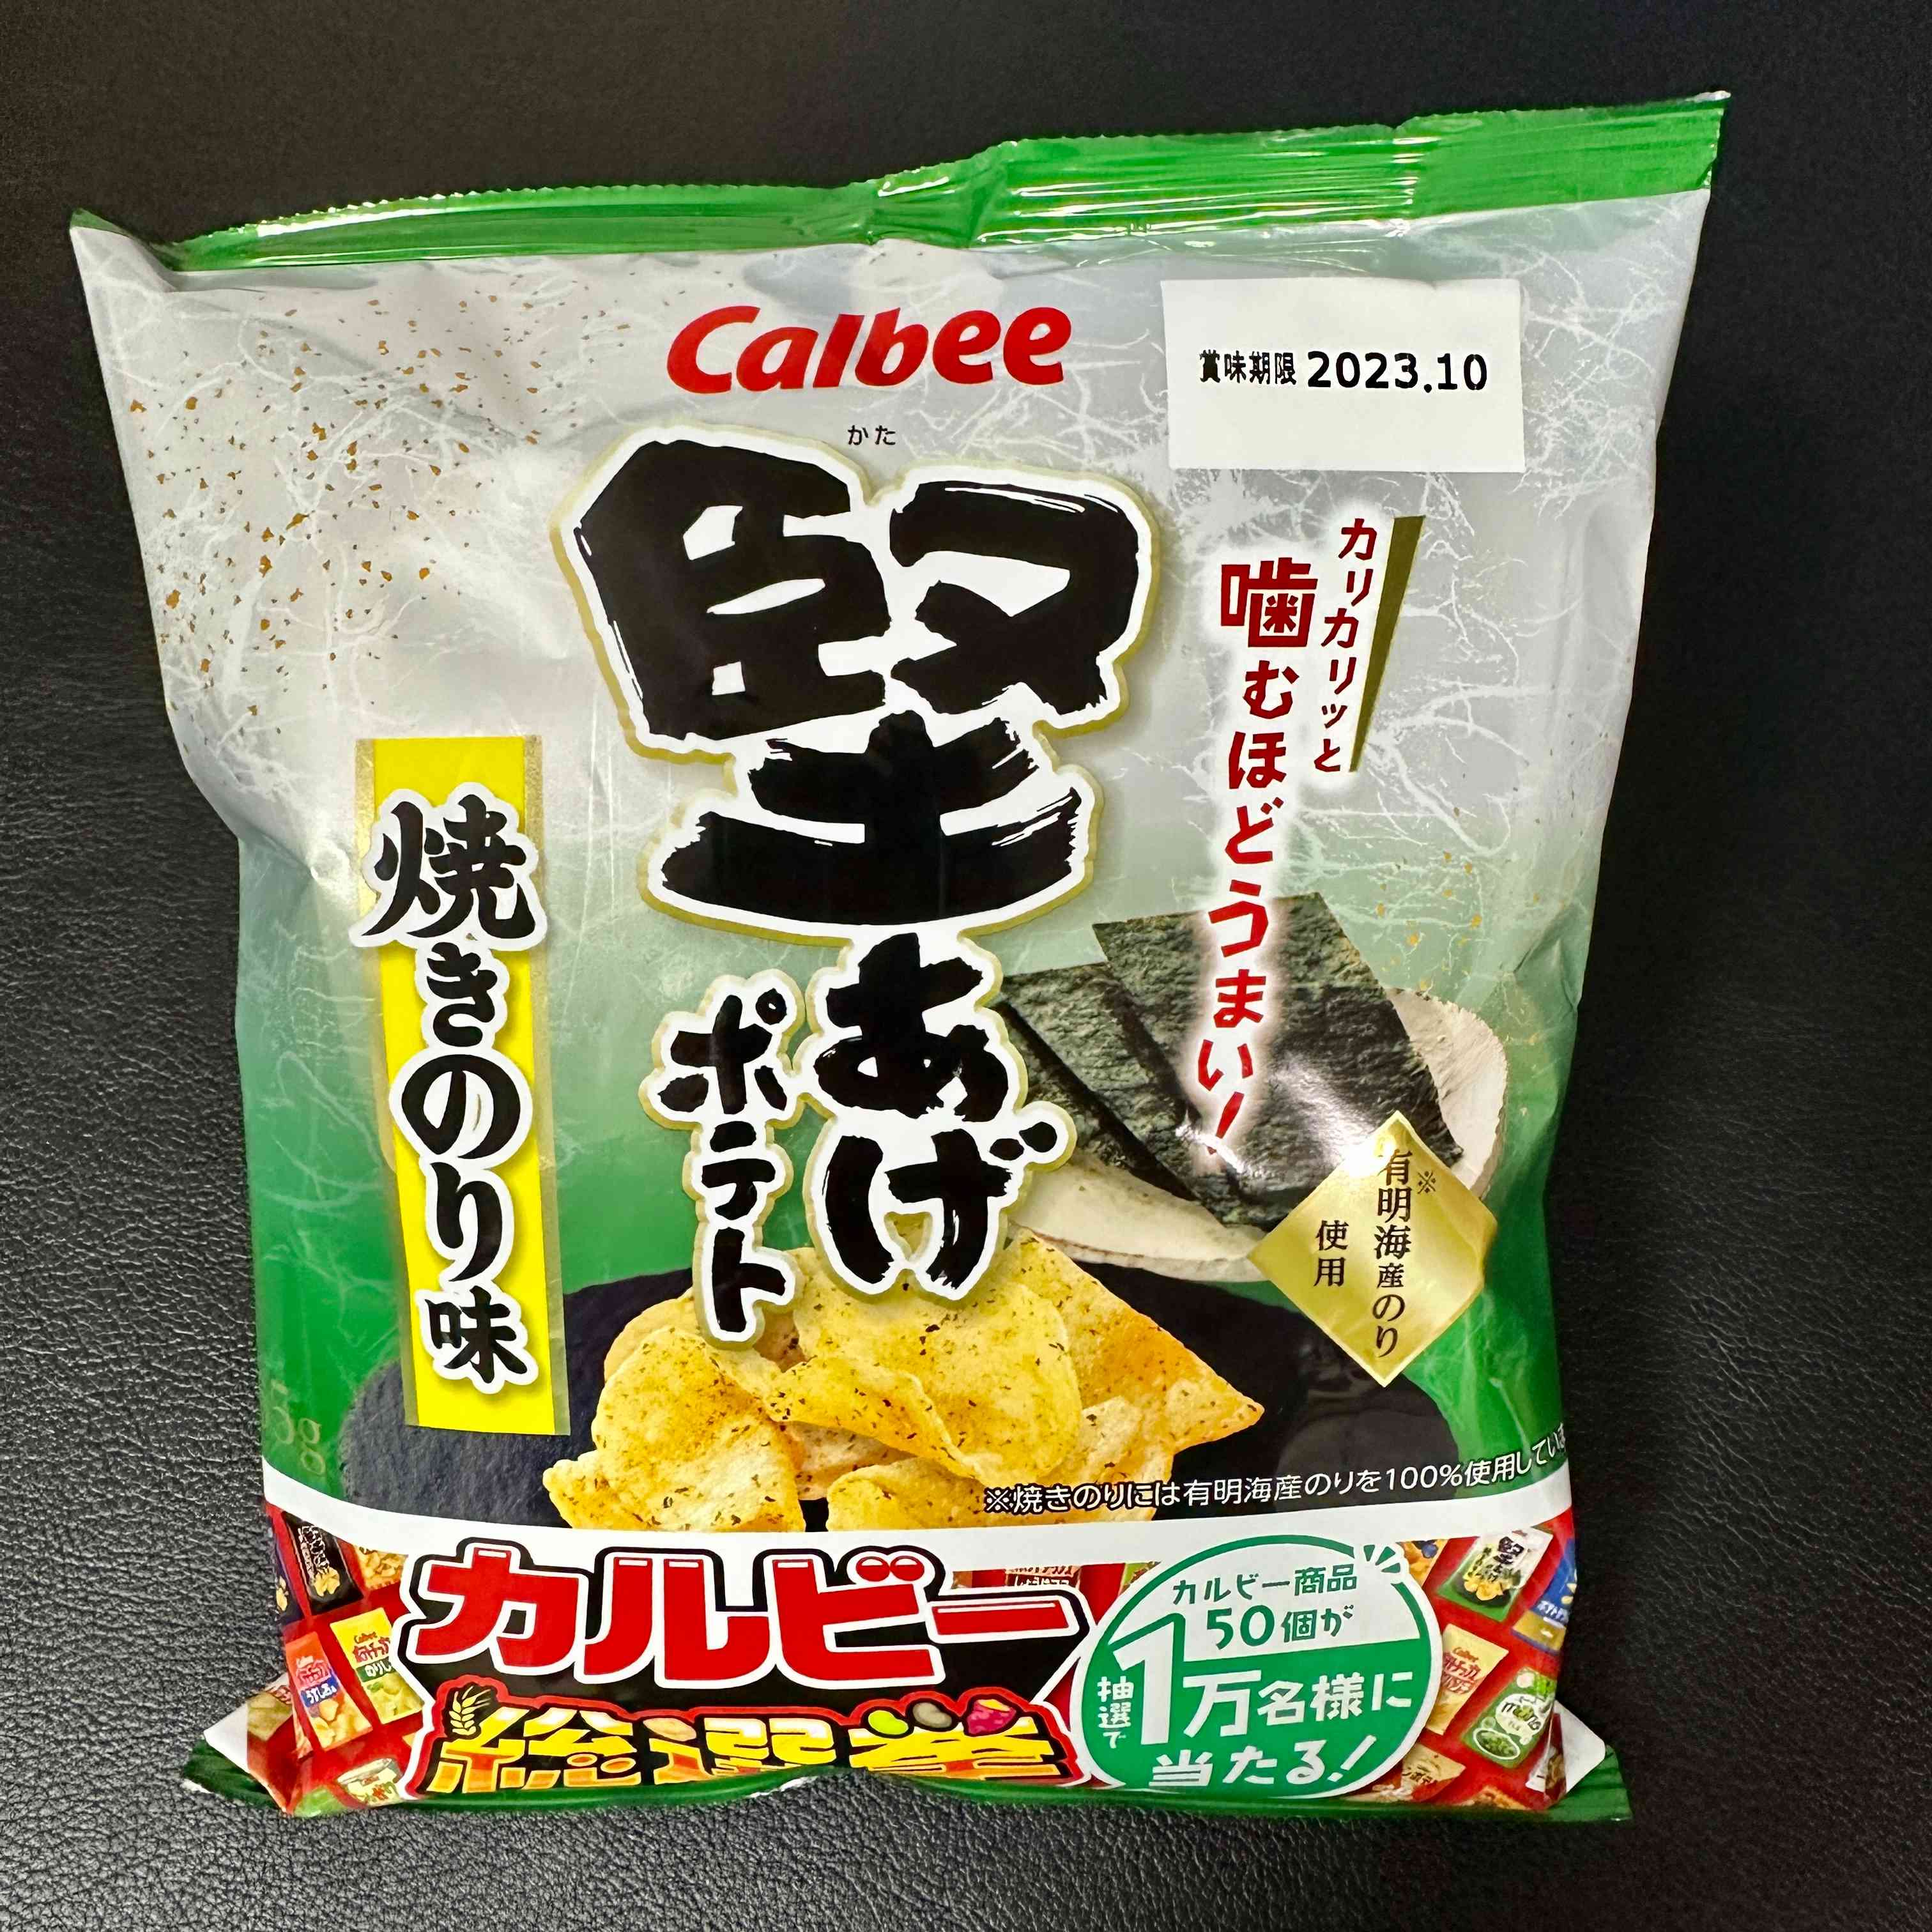 Calbee
賞味期限 2023.10
かた
堅
あげ
ポテト
カリカリッと
噛むほどうまい!
焼きのり味
※有明海産のり
使用
※焼きのりには有明海産のりを100%使用してい
カルビー
総選挙
カルビー商品
50個が
抽選で
1万名様に
当たる!